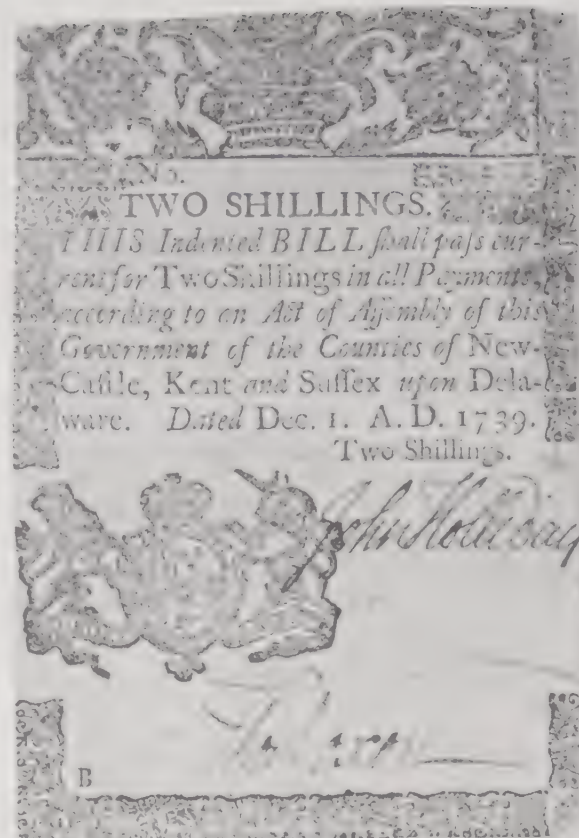 No.
TWO SHILLINGS.
THIS Indented BILL ſhall paſs cur-
rent for Two Shillings in all Payments,
according to an Act of Aſſembly of this
Government of the Counties of New-
Caſtle, Kent and Suſſex upon Dela-
ware. Dated Dec. 1. A. D. 1739.
Two Shillings.
John
B